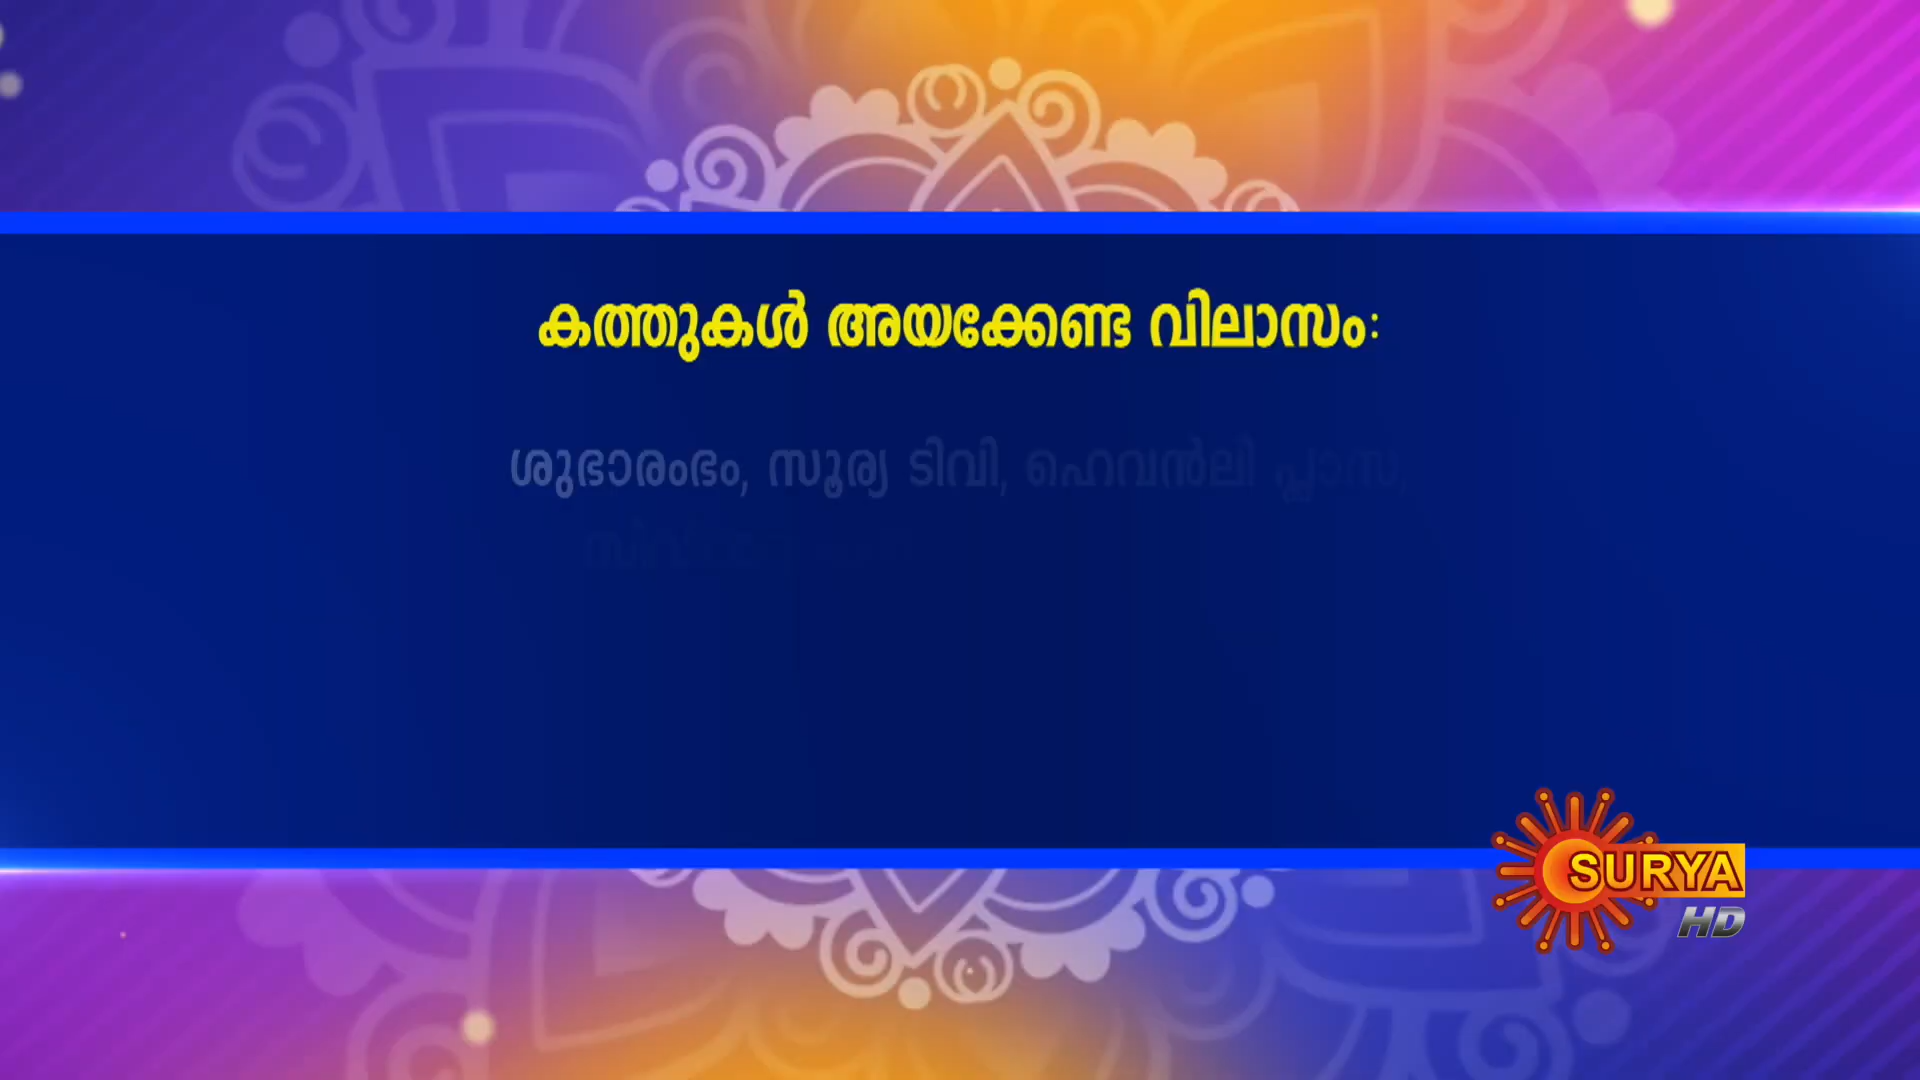 കത്തുകൾ അയക്കേണ്ട വിലാസം:
ശുഭാരംഭം, സൂര്യ ടിവി, ഹെവൻലി പ്ലാസ,
SURYA
HD